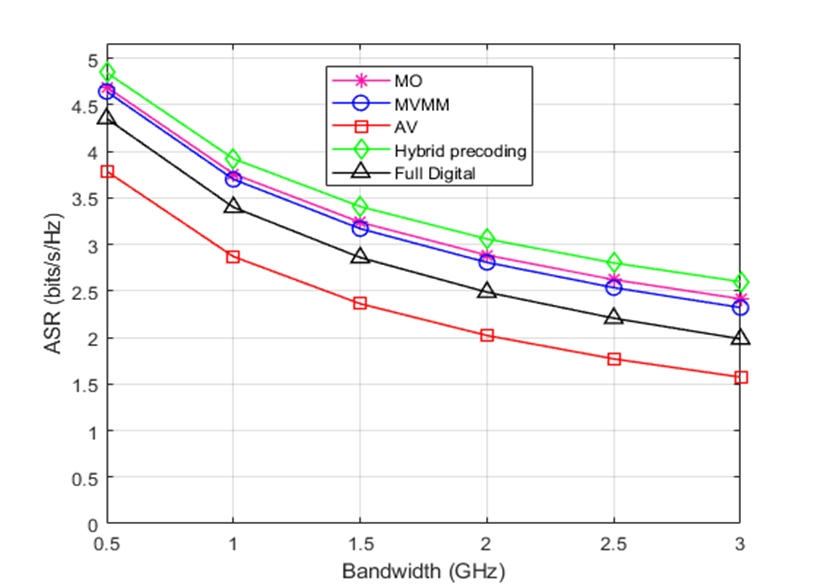 5
4.5
4
3.5
3
2.5
2
1.5
1
0.5
0
ASR (bits/s/Hz)
MO
MVMM
AV
Hybrid precoding
Full Digital
0.5 1 1.5 2 2.5 3
Bandwidth (GHz)